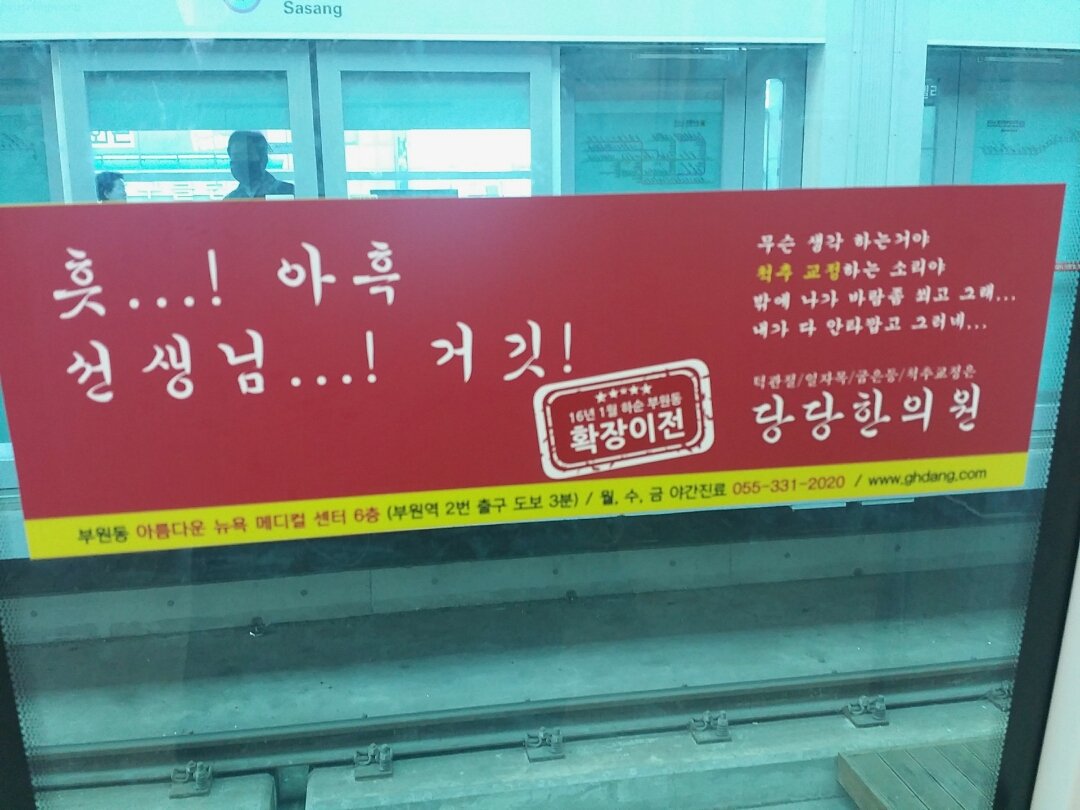 Sasang
흣...! 아흑
썬생님...! 거깃!
무슨 생각 하는거야
척추 교정하는 소리야
밖에 나가 바람좀 쐬고 그래...
내가 다 안타깝고 그러네...
★★★★★
16년 1월 하순 부원동
확장이전
턱관절/일자목/굽은등/척추교정은
당당한의원
부원동 아름다운 뉴욕 메디컬 센터 6층 (부원역 2번 출구 도보 3분) / 월, 수, 금 야간진료 055-331-2020 / www.ghdang.com